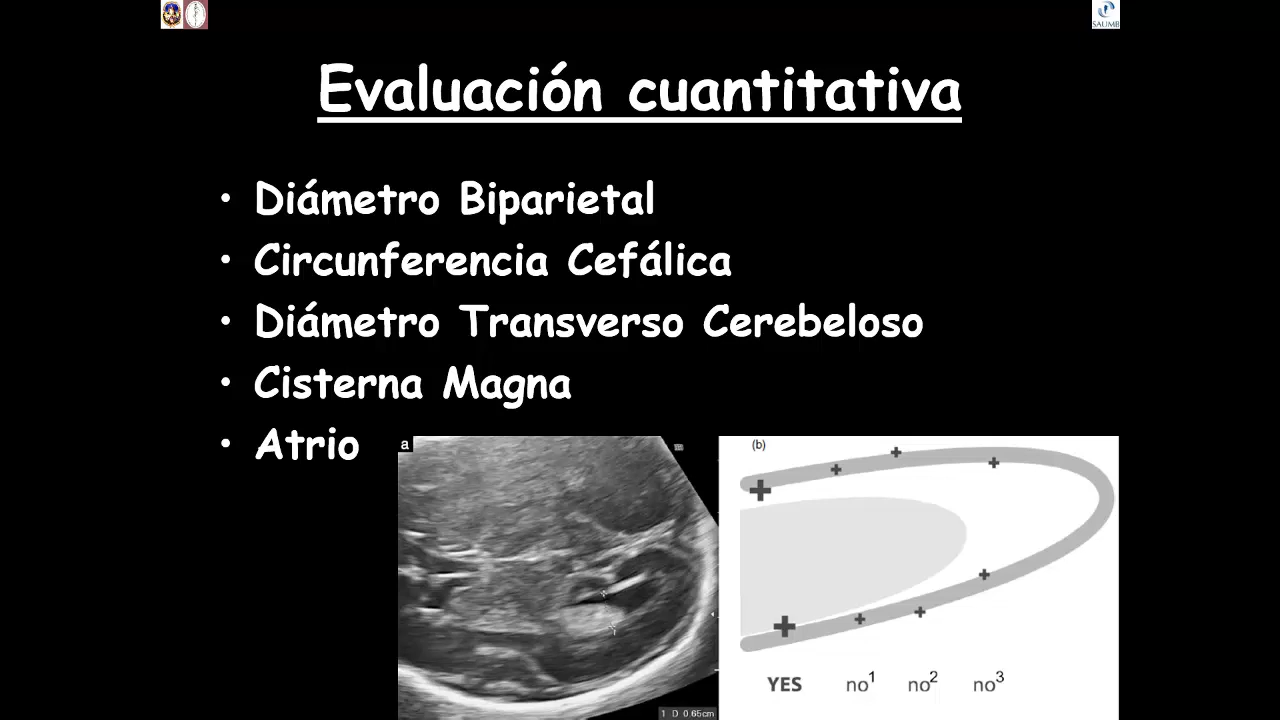 SAUMB
Evaluación cuantitativa
• Diámetro Biparietal
• Circunferencia Cefálica
• Diámetro Transverso Cerebeloso
• Cisterna Magna
• Atrio
a
1 D 0.65cm
(b)
YES no1 no2 no3